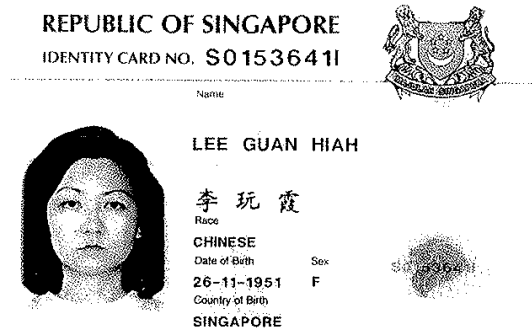 REPUBLIC OF SINGAPORE
IDENTITY CARD NO. S0153641I
Name
LEE GUAN HIAH
李玩霞
Race
CHINESE
Date of Birth Sex
26-11-1951 F
Country of Birth
SINGAPORE